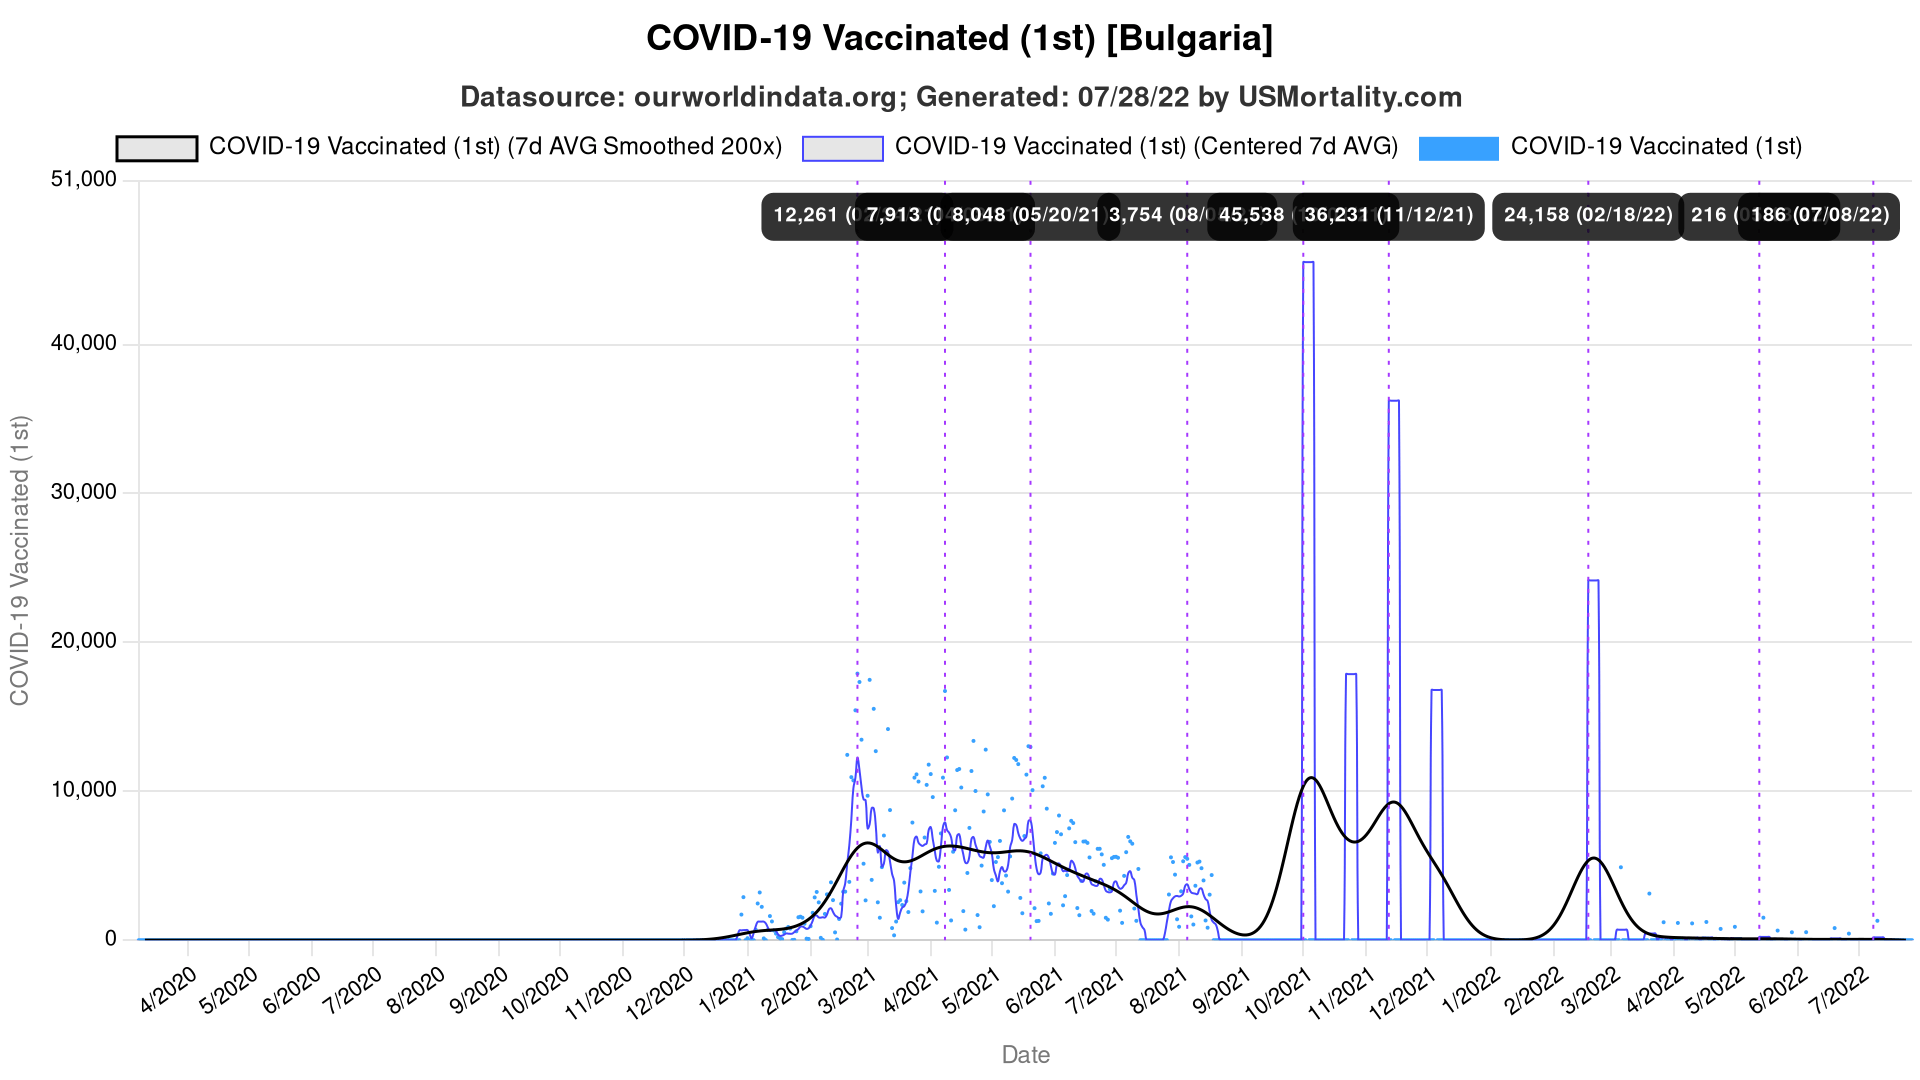 COVID-19 Vaccinated (1st) [Bulgaria]
Datasource: ourworldindata.org; Generated: 07/28/22 by USMortality.com
COVID-19 Vaccinated (1st) (7d AVG Smoothed 200x) COVID-19 Vaccinated (1st) (Centered 7d AVG) COVID-19 Vaccinated (1st)
51,000
12,261 7,913 8,048 (05/20/21) 3,754 45,538 36,231 (11/12/21) 24,158 (02/18/22) 216 186 (07/08/22)
40,000
30,000
20,000
10,000
0
COVID-19 Vaccinated (1st)
4/2020 5/2020 6/2020 7/2020 8/2020 9/2020 10/2020 11/2020 12/2020 1/2021 2/2021 3/2021 4/2021 5/2021 6/2021 7/2021 8/2021 9/2021 10/2021 11/2021 12/2021 1/2022 2/2022 3/2022 4/2022 5/2022 6/2022 7/2022
Date